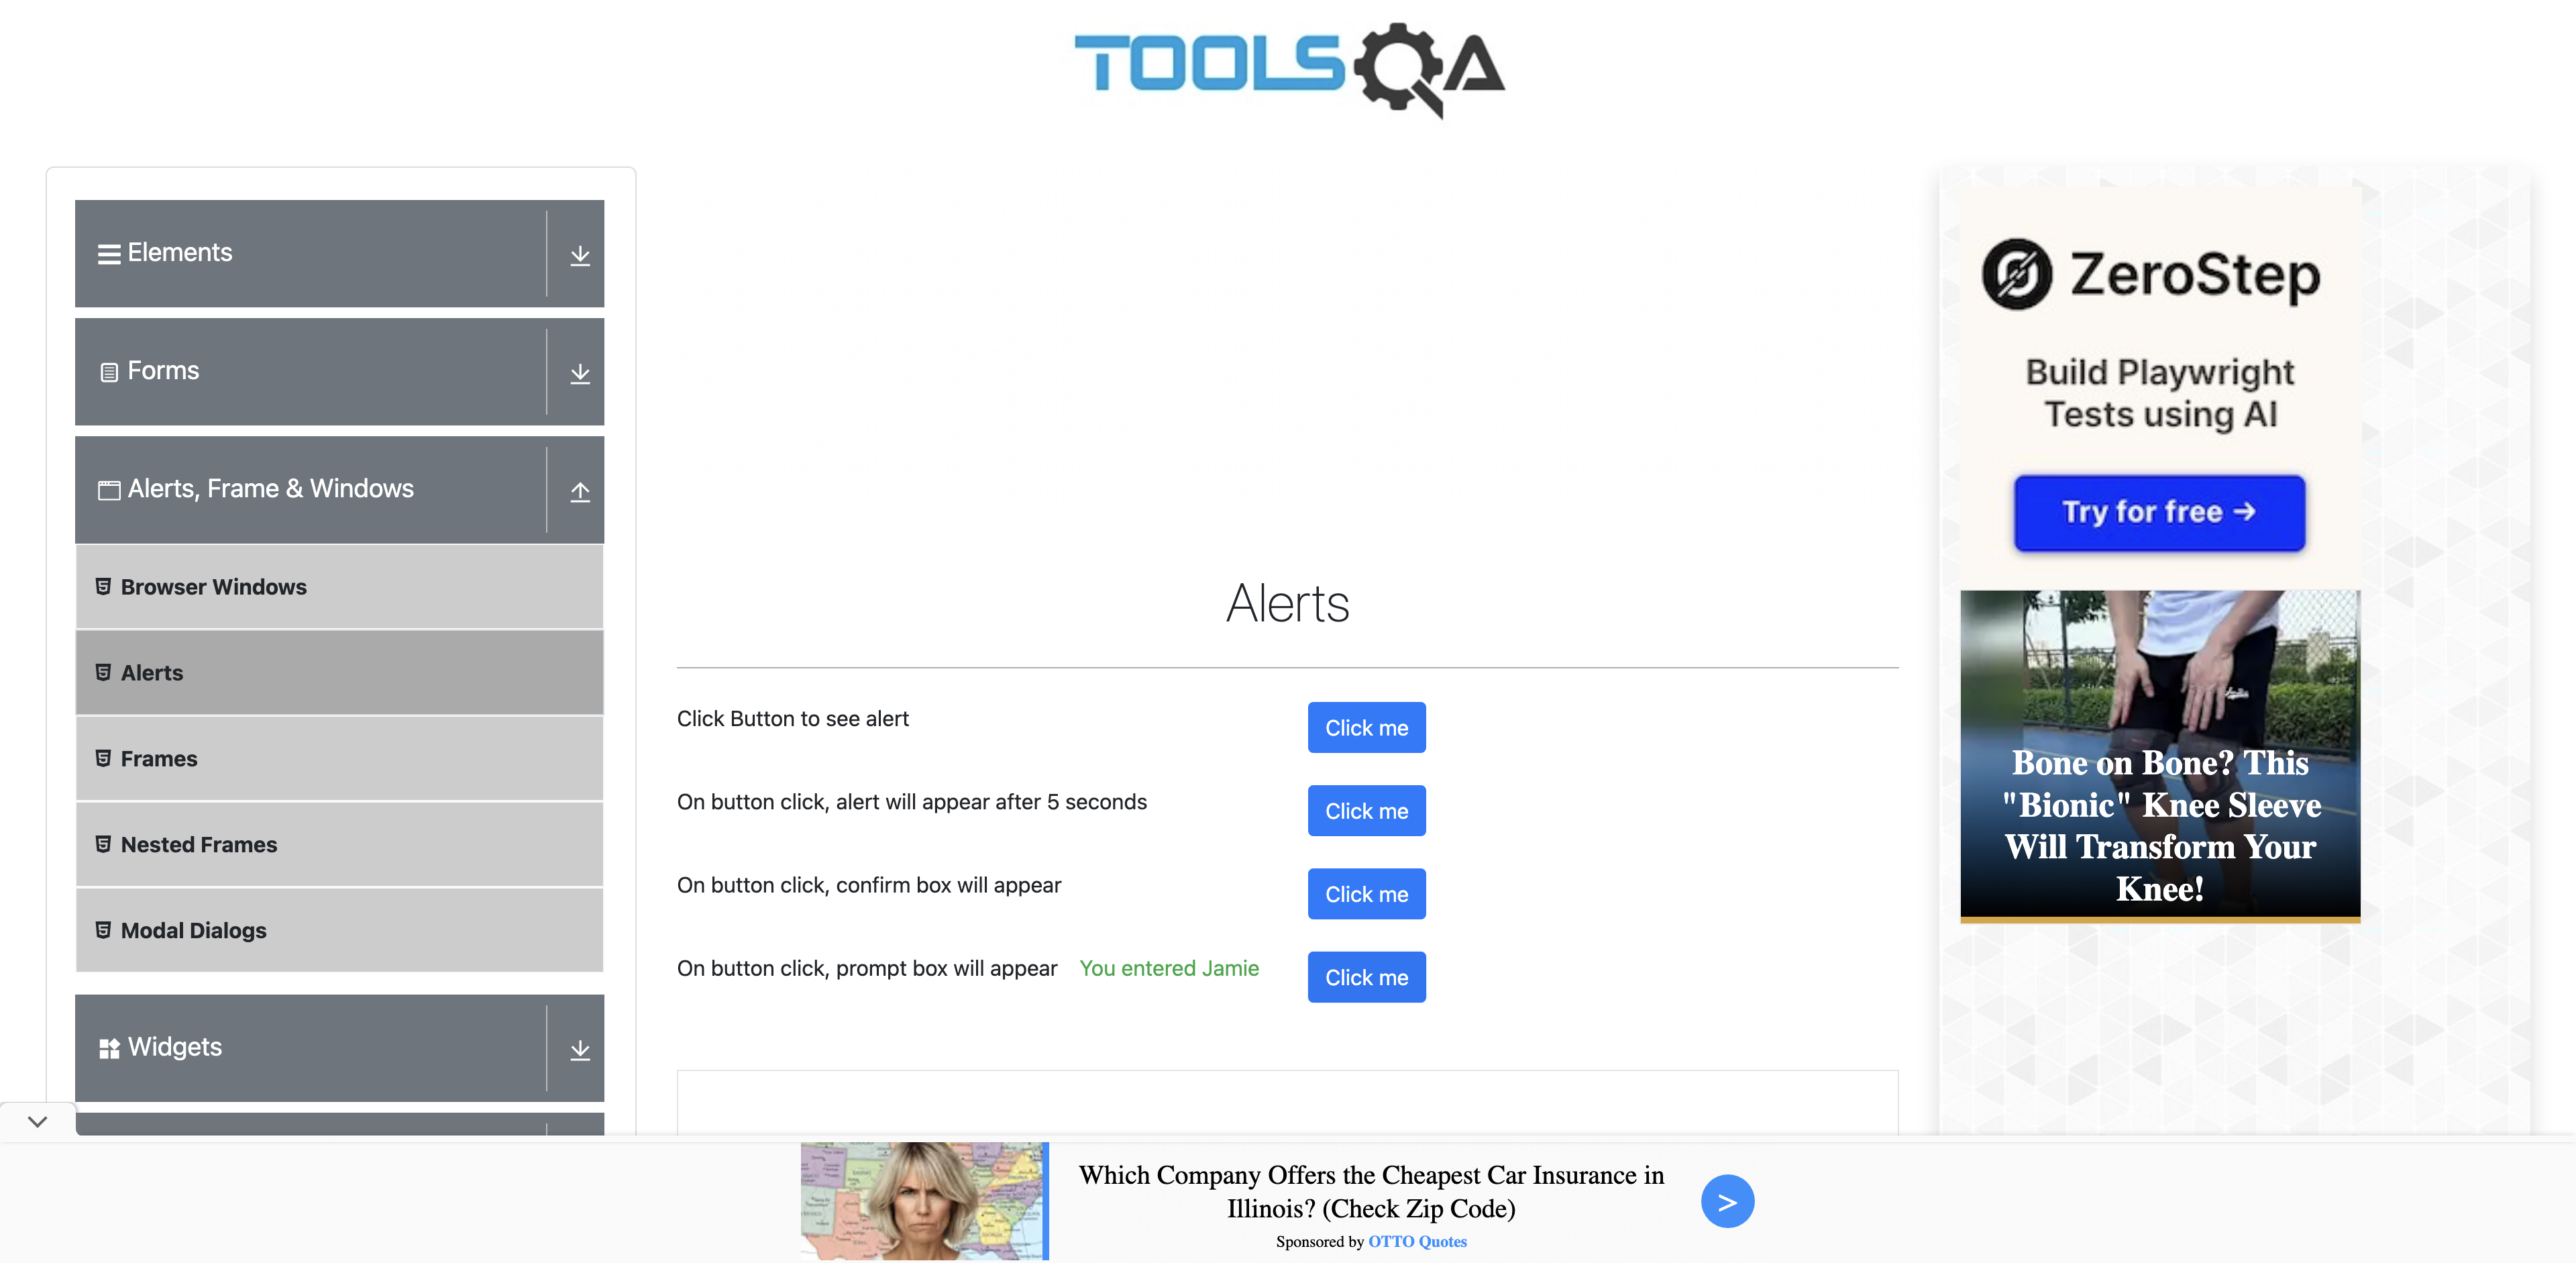 TOOLSQA
Elements
Forms
Alerts, Frame & Windows
Browser Windows
Alerts
Frames
Nested Frames
Modal Dialogs
Widgets
Alerts
Click Button to see alert
Click me
On button click, alert will appear after 5 seconds
Click me
On button click, confirm box will appear
Click me
On button click, prompt box will appear You entered Jamie
Click me
ZeroStep
Build Playwright
Tests using AI
Try for free →
Bone on Bone? This
"Bionic" Knee Sleeve
Will Transform Your
Knee!
Which Company Offers the Cheapest Car Insurance in
Illinois? (Check Zip Code)
Sponsored by OTTO Quotes
>